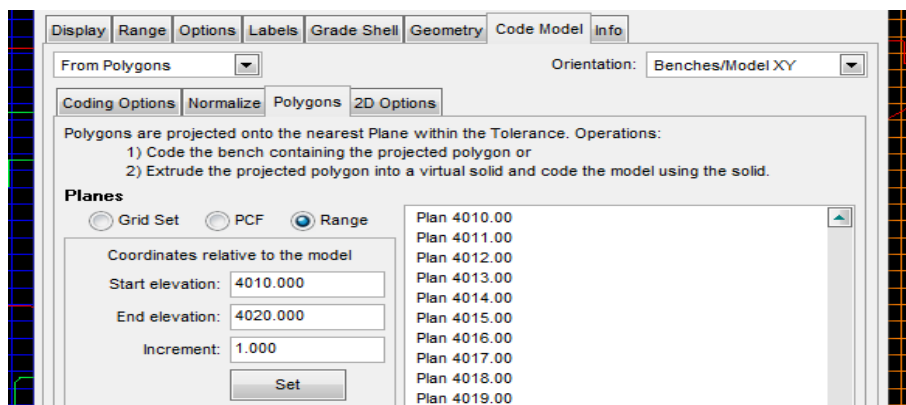 Display Range Options Labels Grade Shell Geometry Code Model Info
From Polygons Orientation: Benches/Model XY
Coding Options Normalize Polygons 2D Options
Polygons are projected onto the nearest Plane within the Tolerance. Operations:
1) Code the bench containing the projected polygon or
2) Extrude the projected polygon into a virtual solid and code the model using the solid.
Planes
Grid Set PCF Range
Coordinates relative to the model
Start elevation: 4010.000
End elevation: 4020.000
Increment: 1.000
Set
Plan 4010.00
Plan 4011.00
Plan 4012.00
Plan 4013.00
Plan 4014.00
Plan 4015.00
Plan 4016.00
Plan 4017.00
Plan 4018.00
Plan 4019.00